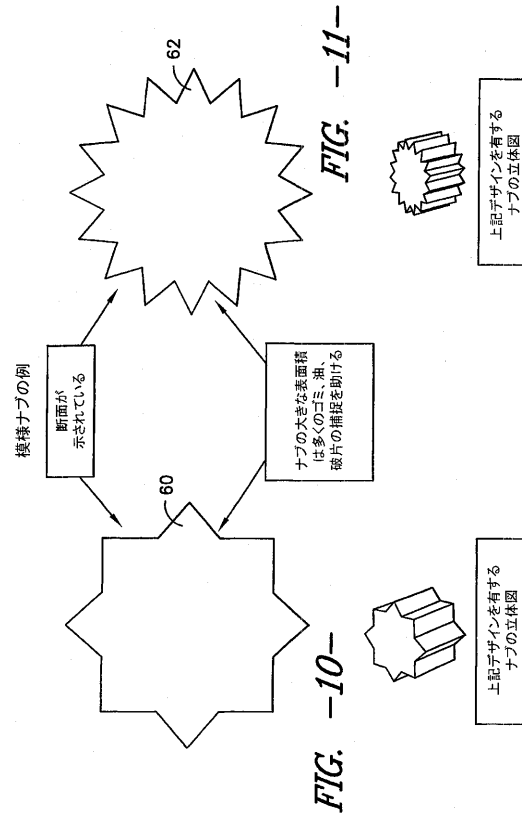 模様ナブの例
断面が
示されている
60
62
ナブの大きな表面積
は多くのゴミ、油、
破片の捕捉を助ける
FIG. -10-
FIG. -11-
上記デザインを有する
ナブの立体図
上記デザインを有する
ナブの立体図